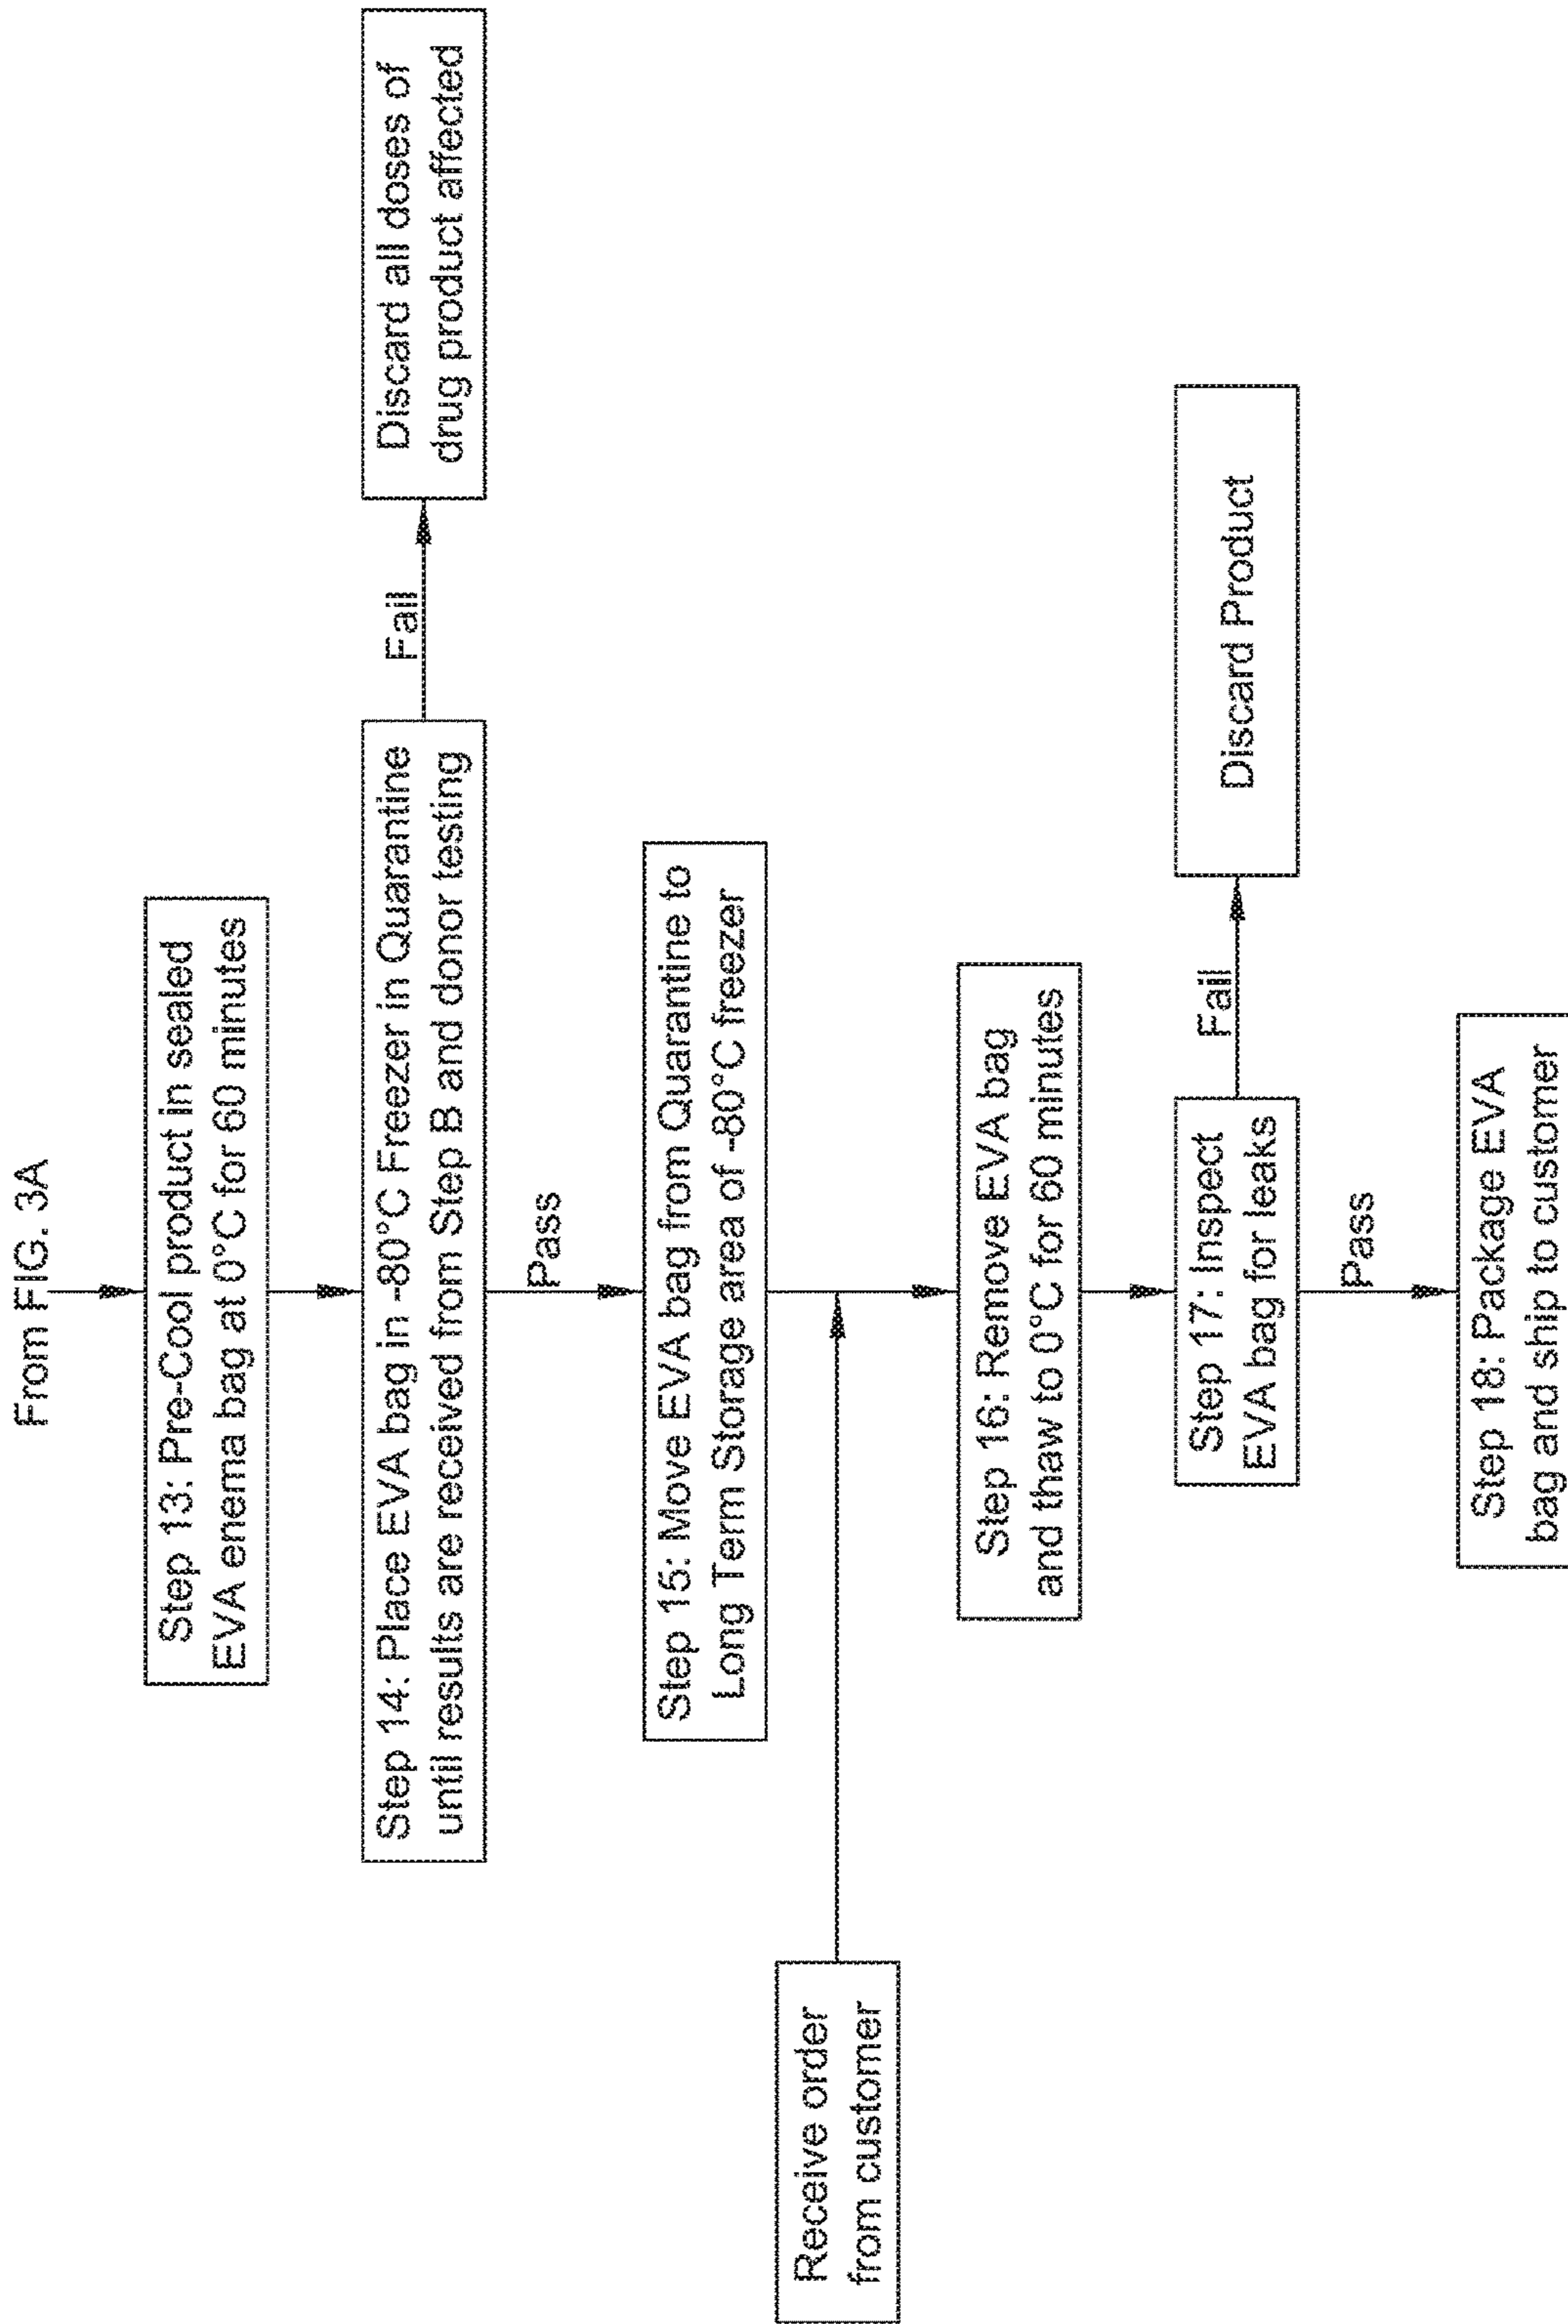 From FIG. 3A
Step 13: Pre-Cool product in sealed
EVA enema bag at 0°C for 60 minutes
Step 14: Place EVA bag in -80°C Freezer in Quarantine
until results are received from Step B and donor testing
Fail
Discard all doses of
drug product affected
Pass
Step 15: Move EVA bag from Quarantine to
Long Term Storage area of -80°C freezer
Receive order
from customer
Step 16: Remove EVA bag
and thaw to 0°C for 60 minutes
Step 17: Inspect
EVA bag for leaks
Fail
Discard Product
Pass
Step 18: Package EVA
bag and ship to customer